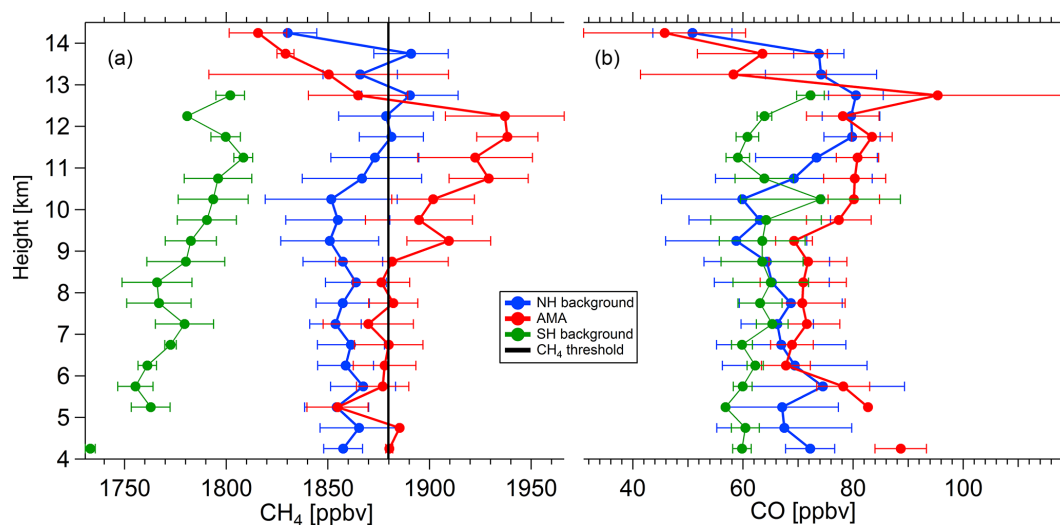 (a)
(b)
14
13
12
11
10
9
8
7
6
5
4
Height [km]
NH background
AMA
SH background
CH₄ threshold
1750 1800 1850 1900 1950
40 60 80 100
CH₄ [ppbv]
CO [ppbv]